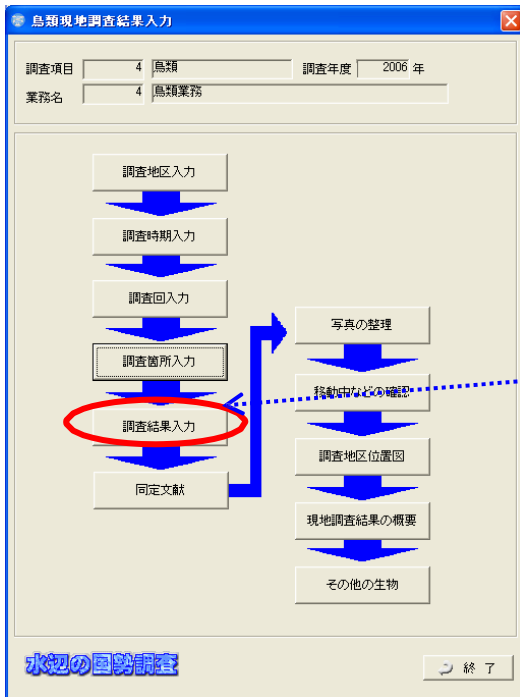 鳥類現地調査結果入力
調査項目 4 鳥類 調査年度 2006 年
業務名 4 鳥類業務
調査地区入力
調査時期入力
調査回入力
調査箇所入力
調査結果入力
同定文献
写真の整理
移動中などの確認
調査地区位置図
現地調査結果の概要
その他の生物
水辺の国勢調査
終了